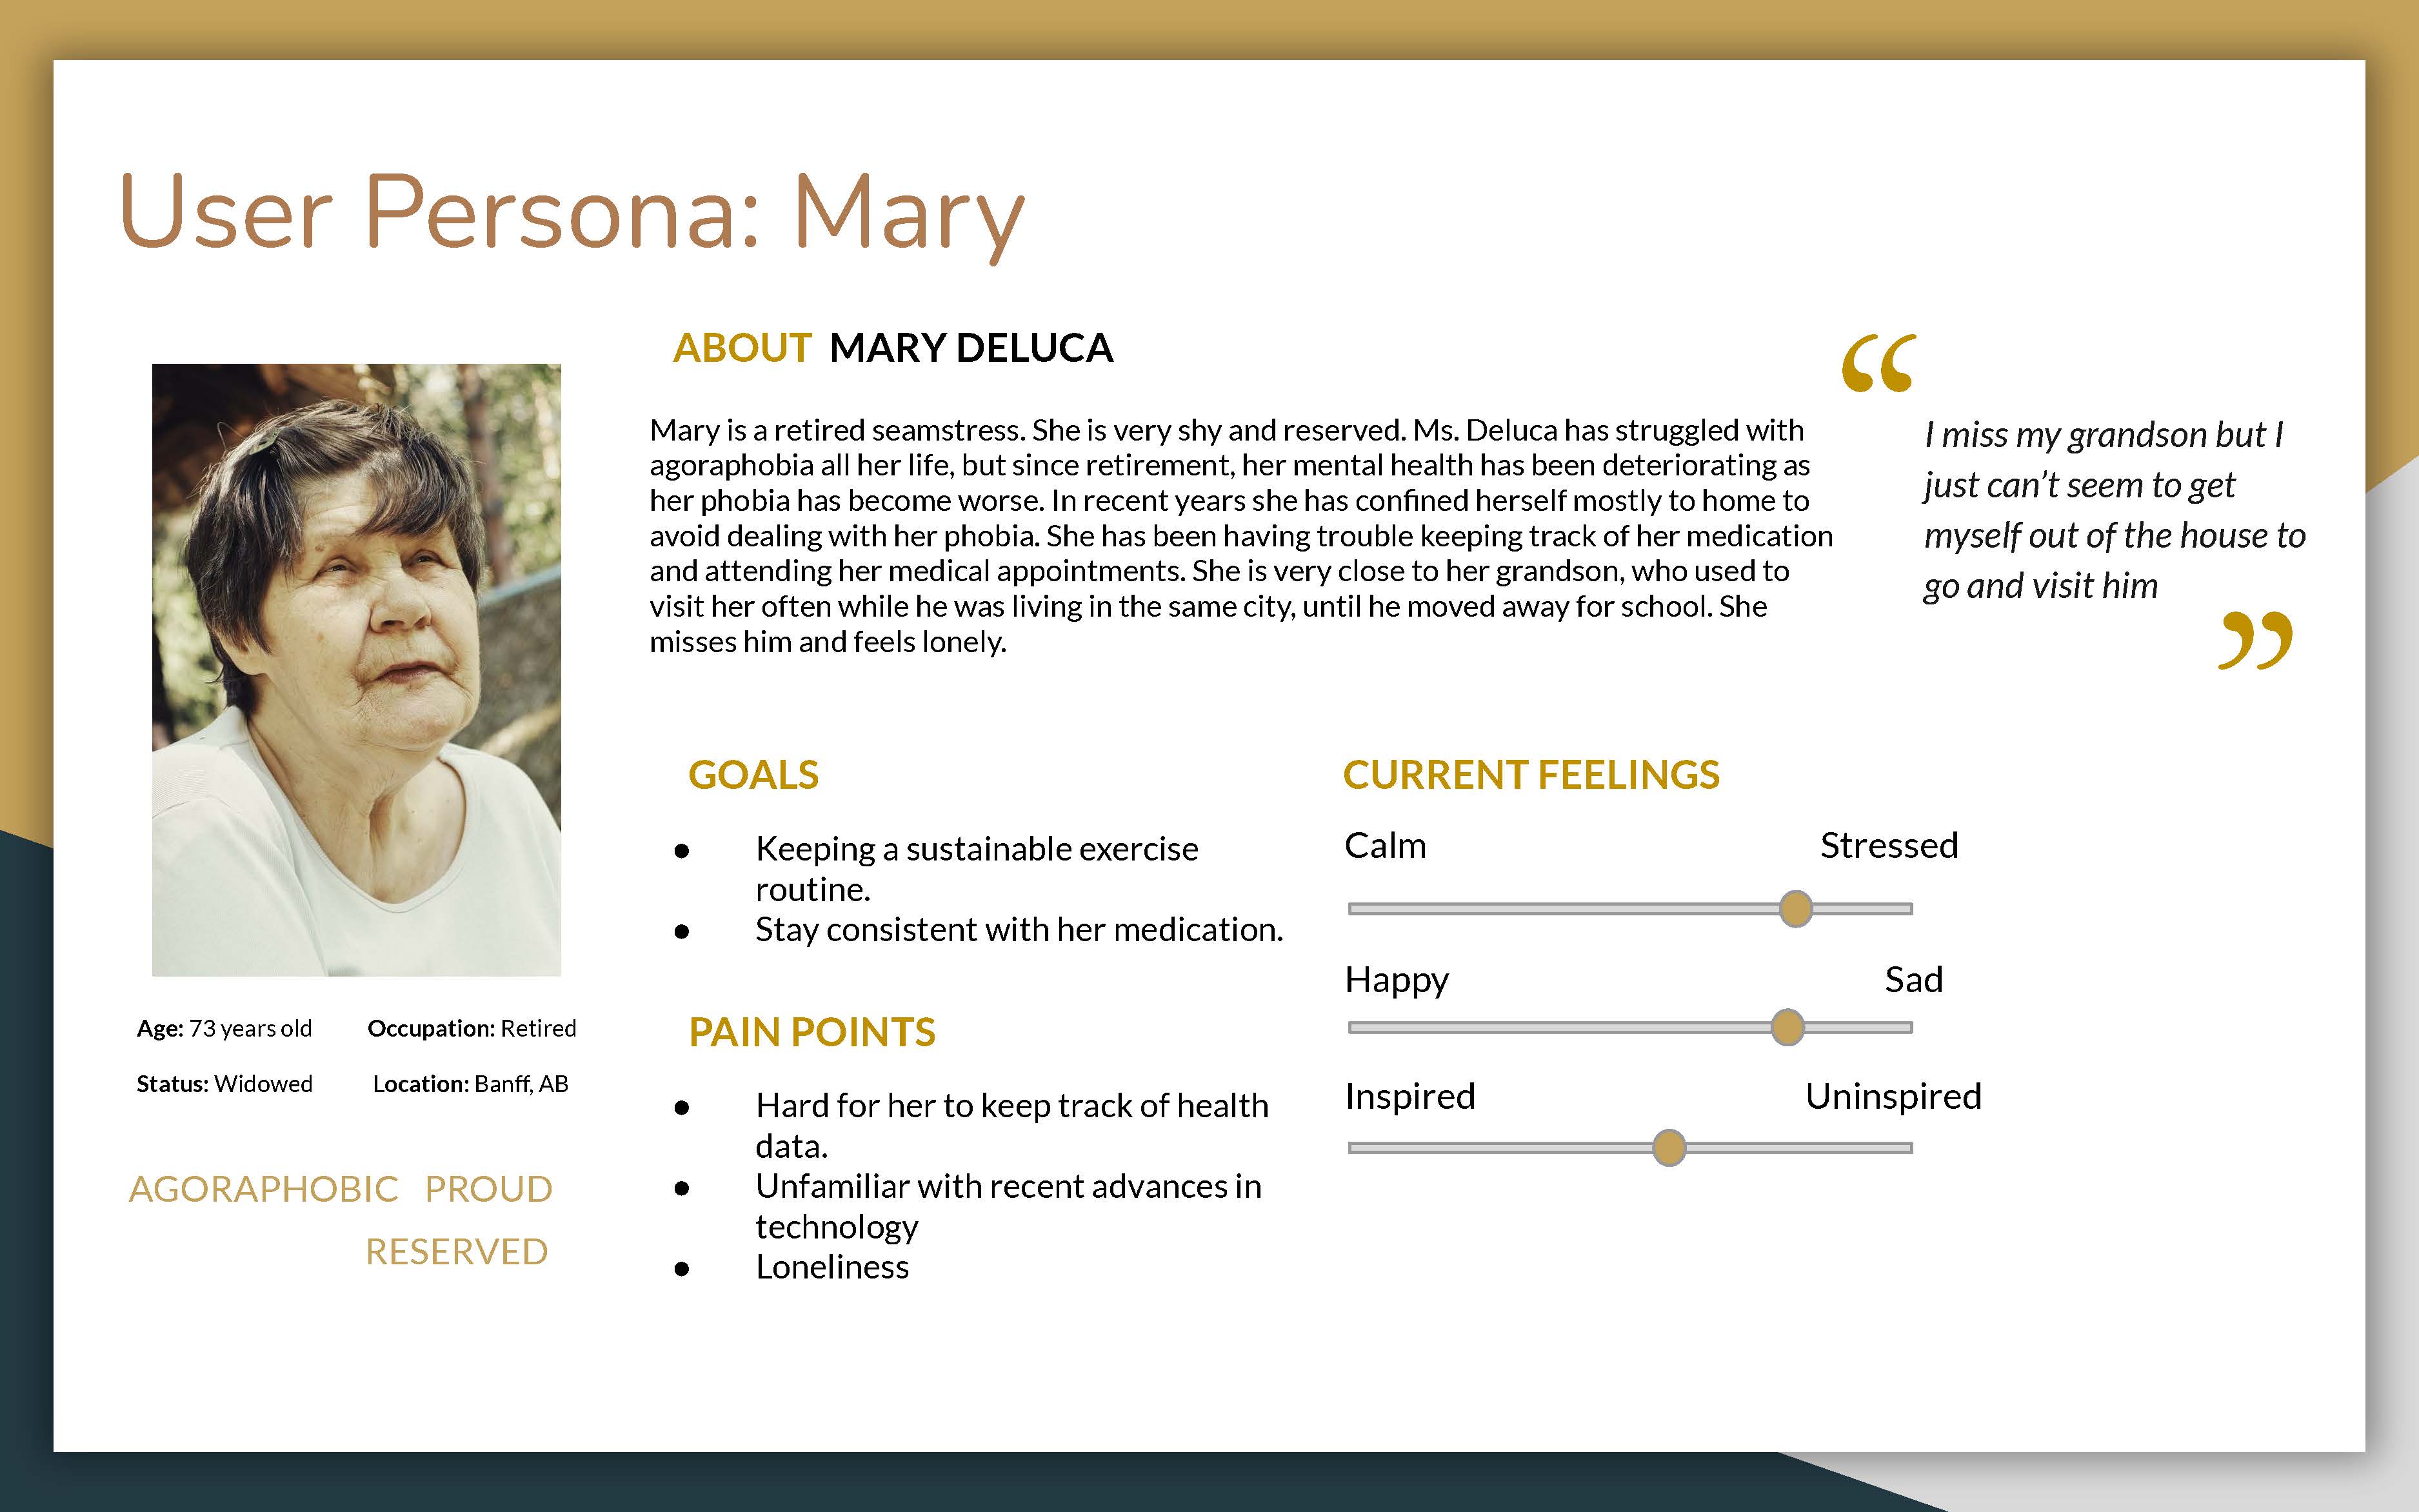 User Persona: Mary
ABOUT MARY DELUCA
Mary is a retired seamstress. She is very shy and reserved. Ms. Deluca has struggled with
agoraphobia all her life, but since retirement, her mental health has been deteriorating as
her phobia has become worse. In recent years she has confined herself mostly to home to
avoid dealing with her phobia. She has been having trouble keeping track of her medication
and attending her medical appointments. She is very close to her grandson, who used to
visit her often while he was living in the same city, until he moved away for school. She
misses him and feels lonely.
“
I miss my grandson but I
just can’t seem to get
myself out of the house to
go and visit him
”
Age: 73 years old
Occupation: Retired
Status: Widowed
Location: Banff, AB
AGORAPHOBIC PROUD
RESERVED
GOALS
● Keeping a sustainable exercise
routine.
● Stay consistent with her medication.
PAIN POINTS
● Hard for her to keep track of health
data.
● Unfamiliar with recent advances in
technology
● Loneliness
CURRENT FEELINGS
Calm Stressed
Happy Sad
Inspired Uninspired